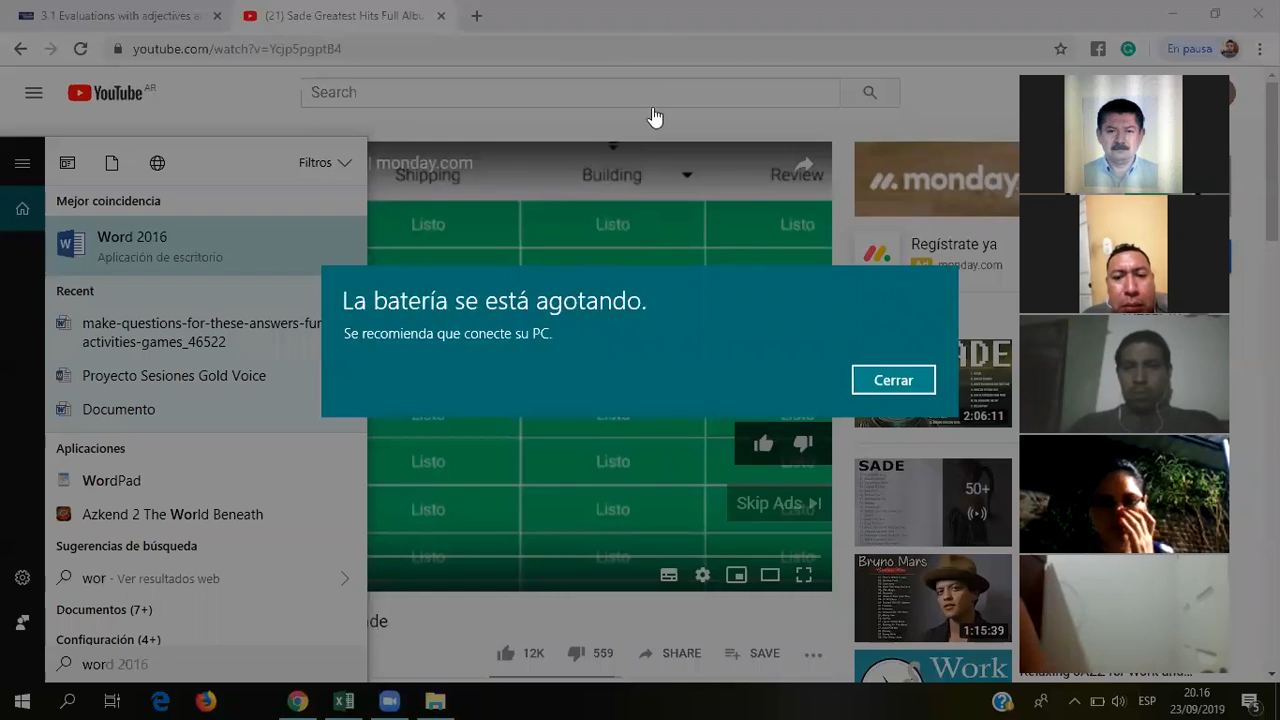 3.1 Evaluations with adjectives a
(21) Sade Greatest Hits Full Albu
youtube.com/watch?v=Ycjp5pgptB4
En pausa
YouTube AR
Search
Filtros
monday.com
Shipping Building Review
monday.
Mejor coincidencia
Word 2016
Aplicación de escritorio
Listo Listo Listo
Regístrate ya
Ad monday.com
Recent
make-questions-for-these-answers-fun
activities-games_46522
Proyecto Sesiones Gold Voice
Documento
La batería se está agotando.
Se recomienda que conecte su PC.
Cerrar
2:06:11
Aplicaciones
WordPad
Azkend 2 The World Beneath
Listo Listo Listo
Listo Listo Listo
Skip Ads
Listo Listo Listo
SADE
50+
Sugerencias de búsqueda
wor - Ver resultados web
Documentos (7+)
Configuración (4+)
word 2016
Bruno Mars
1:15:39
12K 559 SHARE SAVE
Work
ESP
20.16
23/09/2019
5